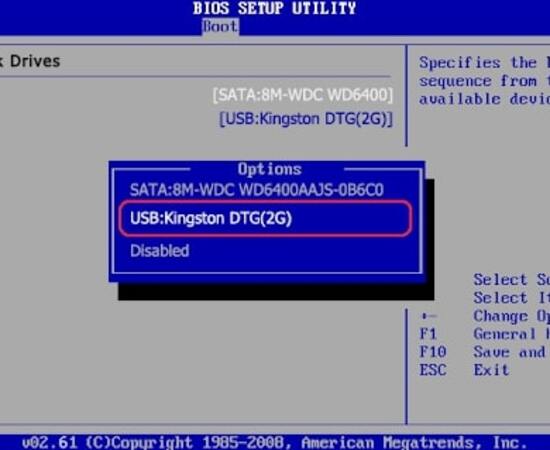 BIOS SETUP UTILITY
Boot
Drives
[SATA:8M-WDC WD6400]
[USB:Kingston DTG(2G)]
Specifies the
sequence from
available
Options
SATA:8M-WDC WD6400AAJS-0B6C0
USB:Kingston DTG(2G)
Disabled
Select
Select
+- Change
F1 General
F10 Save and
ESC Exit
v02.61 (C)Copyright 1985-2008, American Megatrends, Inc.